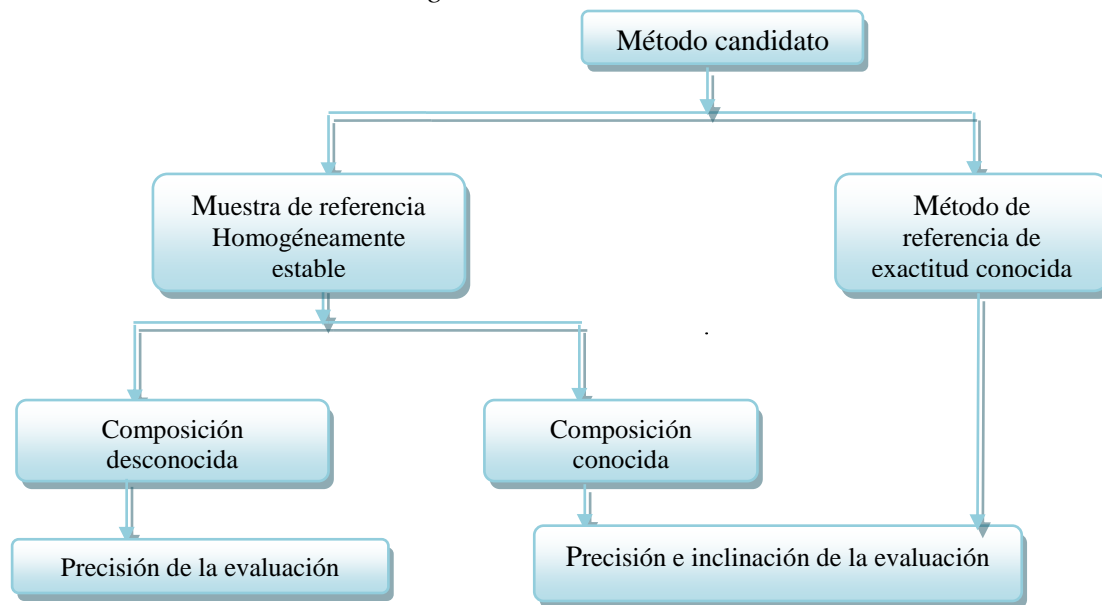 Método candidato
Muestra de referencia
Homogéneamente
estable
Método de
referencia de
exactitud conocida
Composición
desconocida
Composición
conocida
Precisión de la evaluación
Precisión e inclinación de la evaluación